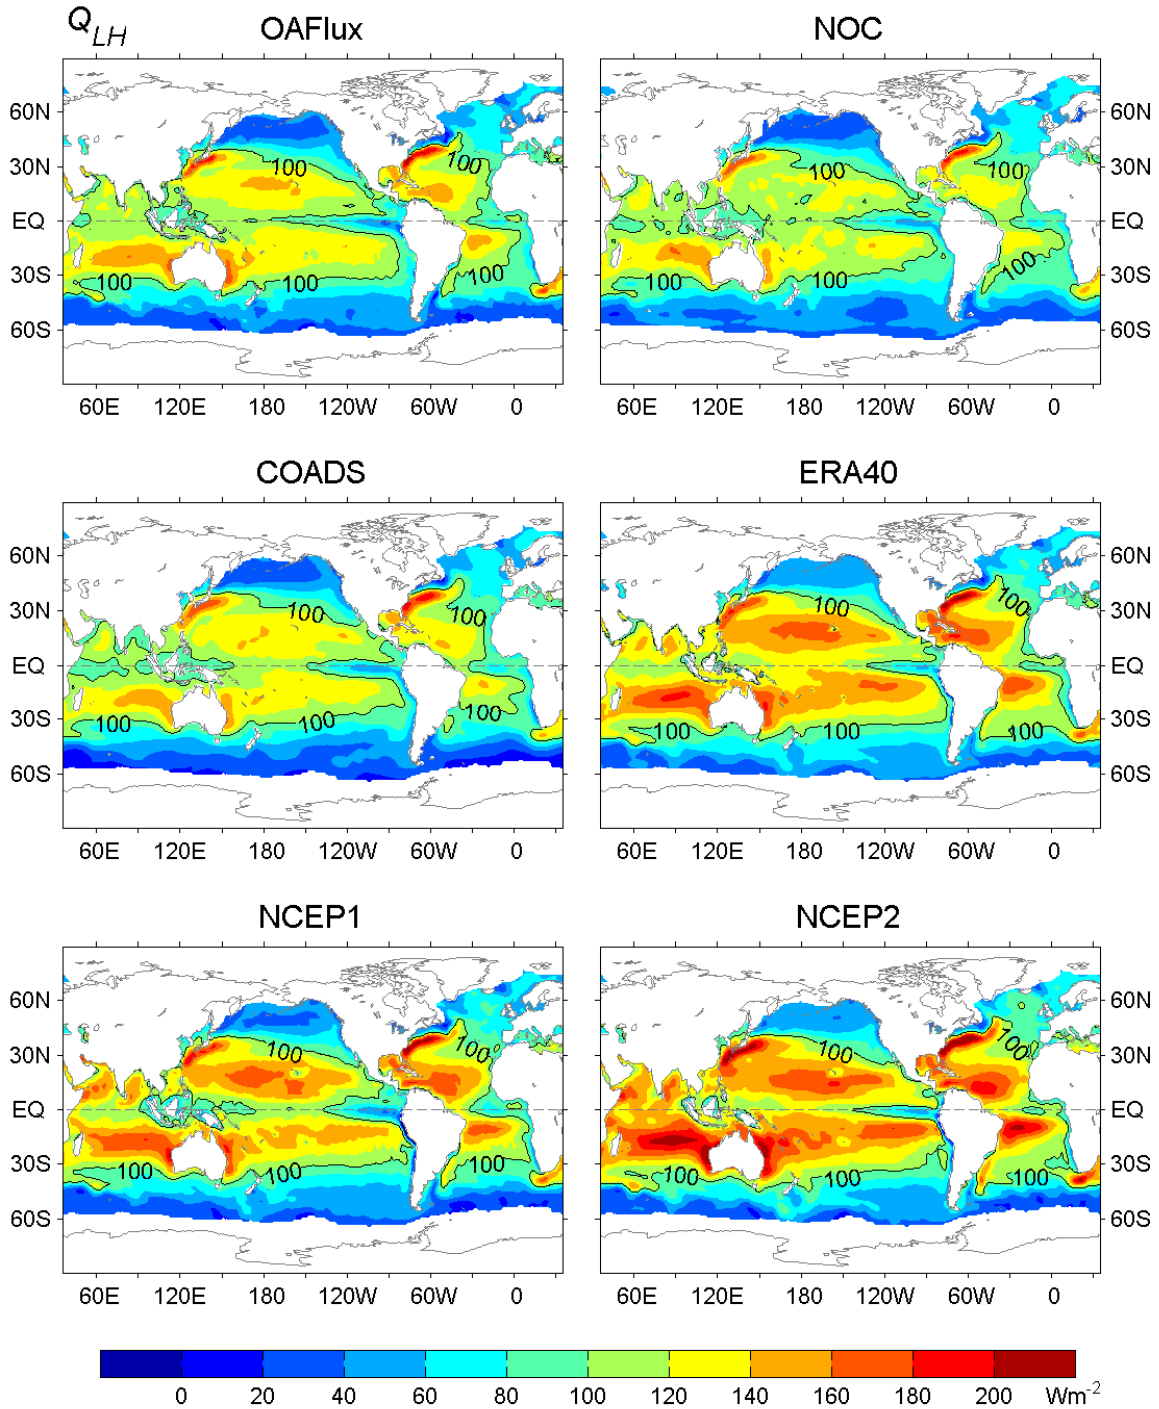 Q_LH OAFlux NOC
100 100 100 100
100 100 100 100
60N 60N
30N 30N
EQ EQ
30S 30S
60S 60S
60E 120E 180 120W 60W 0 60E 120E 180 120W 60W 0
COADS ERA40
100 100 100 100
100 100 100 100
60N 60N
30N 30N
EQ EQ
30S 30S
60S 60S
60E 120E 180 120W 60W 0 60E 120E 180 120W 60W 0
NCEP1 NCEP2
100 100 100 100
100 100 100 100 100
60N 60N
30N 30N
EQ EQ
30S 30S
60S 60S
60E 120E 180 120W 60W 0 60E 120E 180 120W 60W 0
0 20 40 60 80 100 120 140 160 180 200 Wm⁻²